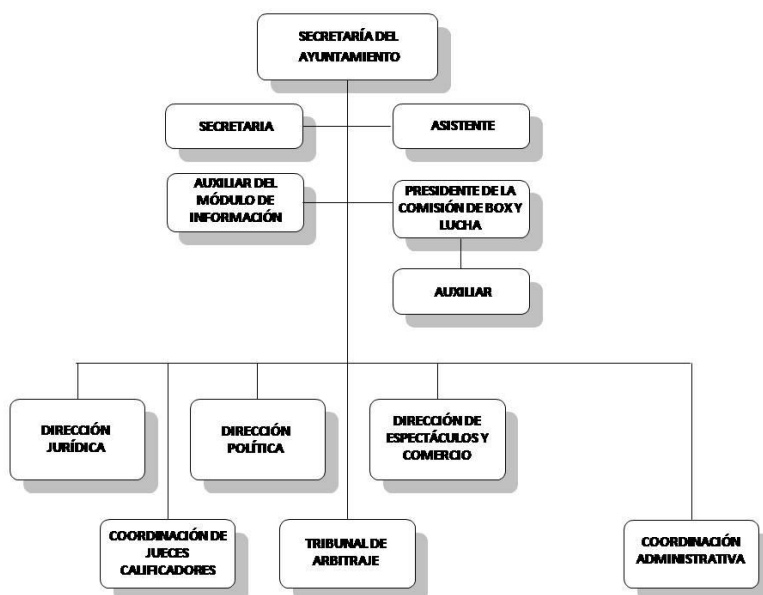 SECRETARÍA DEL
AYUNTAMIENTO
SECRETARIA
ASISTENTE
AUXILIAR DEL
MÓDULO DE
INFORMACIÓN
PRESIDENTE DE LA
COMISIÓN DE BOX Y
LUCHA
AUXILIAR
DIRECCIÓN
JURÍDICA
DIRECCIÓN
POLÍTICA
DIRECCIÓN DE
ESPECTÁCULOS Y
COMERCIO
COORDINACIÓN DE
JUECES
CALIFICADORES
TRIBUNAL DE
ARBITRAJE
COORDINACIÓN
ADMINISTRATIVA